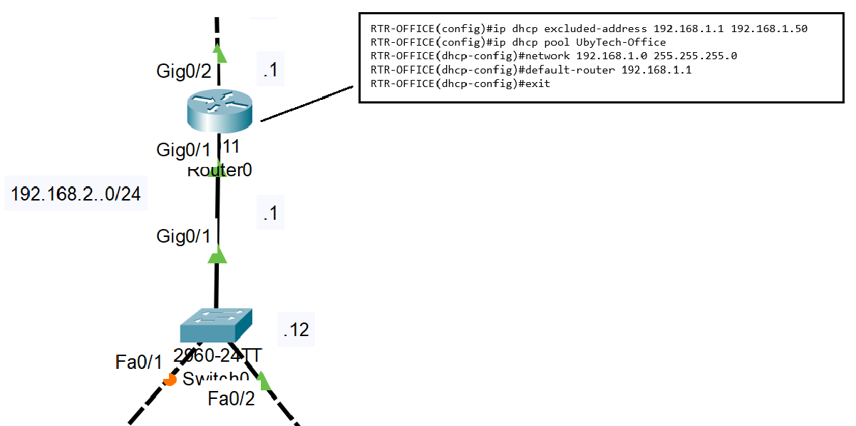 RTR-OFFICE(config)#ip dhcp excluded-address 192.168.1.1 192.168.1.50
RTR-OFFICE(config)#ip dhcp pool UbyTech-Office
RTR-OFFICE(dhcp-config)#network 192.168.1.0 255.255.255.0
RTR-OFFICE(dhcp-config)#default-router 192.168.1.1
RTR-OFFICE(dhcp-config)#exit
Gig0/2
.1
Gig0/1
11
Router0
192.168.2..0/24
.1
Gig0/1
.12
Fa0/1
2960-24TT
Switch0
Fa0/2